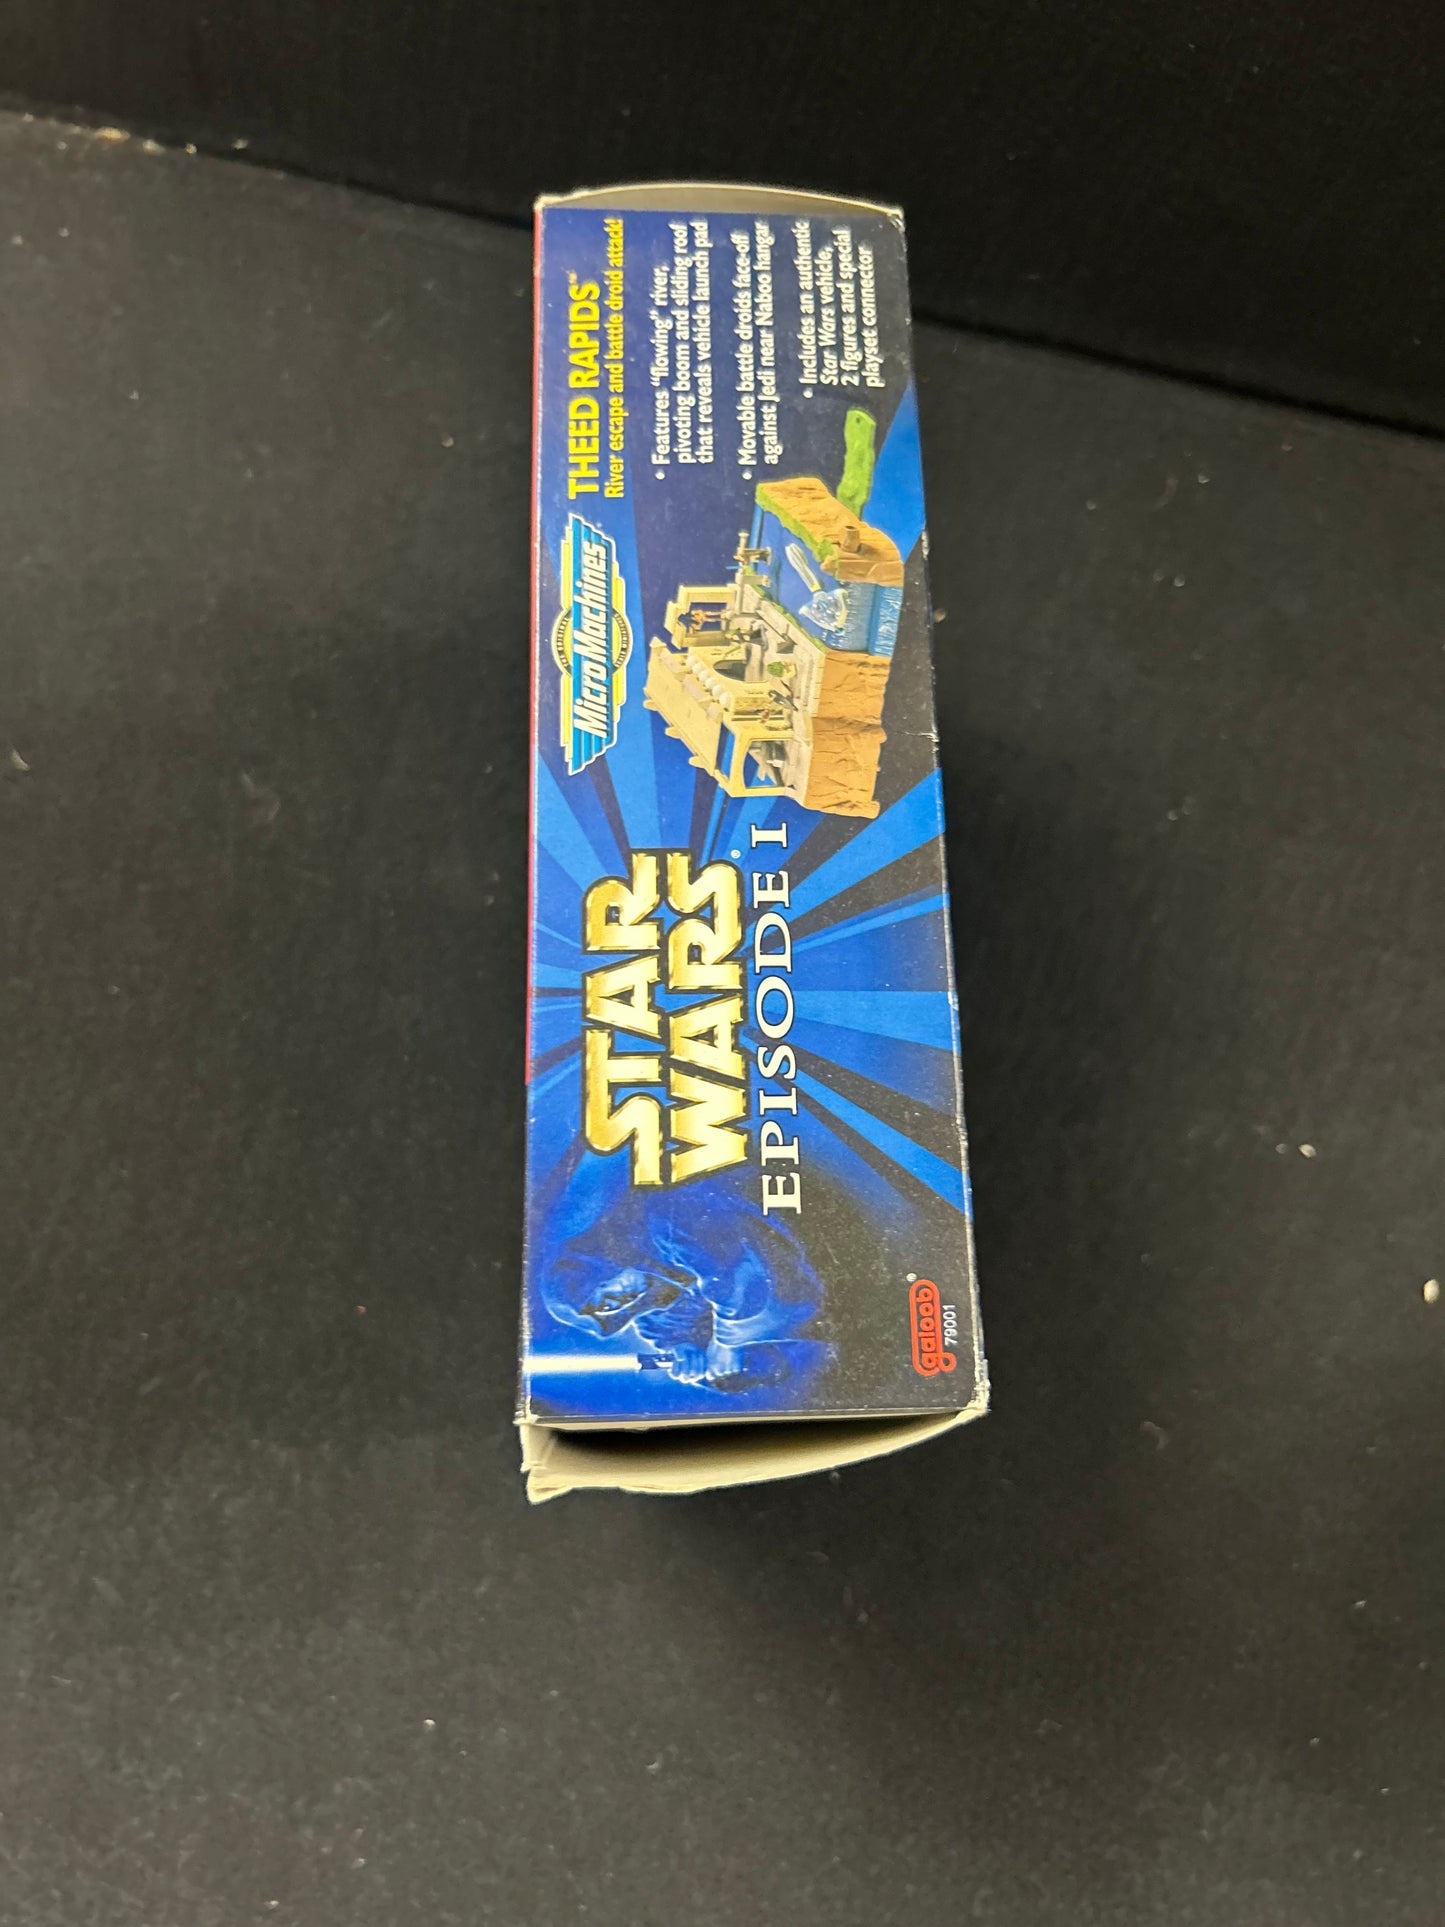 STAR
WARS®
EPISODE I
galoob®
79001
MicroMachines
THEED RAPIDS™
River escape and battle droid attack!
• Features "flowing" river,
pivoting boom and sliding roof
that reveals vehicle launch pad
• Movable battle droids face-off
against Jedi near Naboo hangar
• Includes an authentic
Star Wars vehicle,
2 figures and special
playset connector